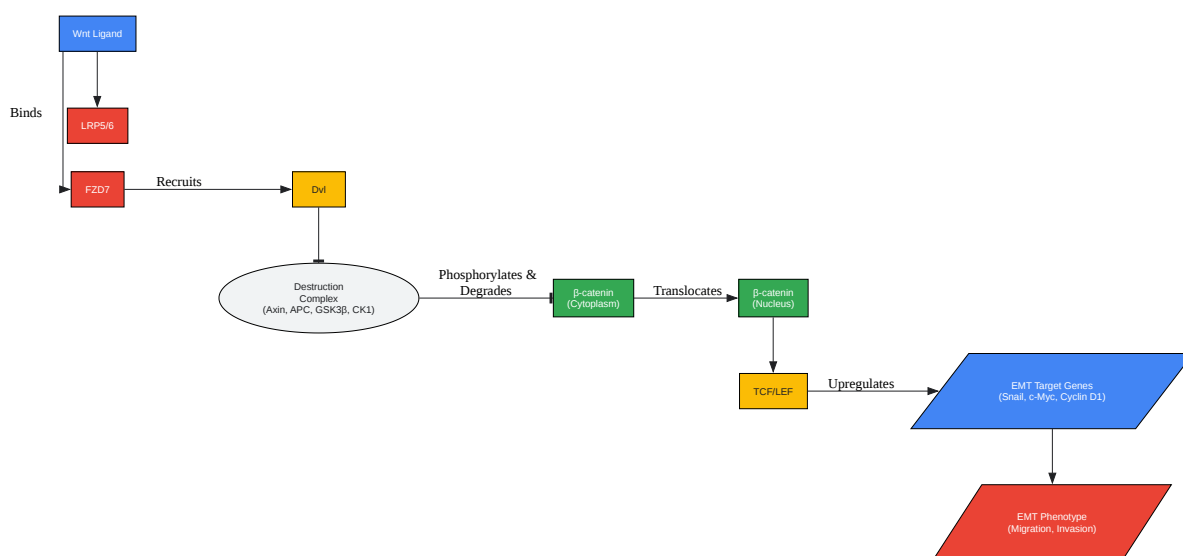 Wnt Ligand
Binds
LRP5/6
FZD7
Recruits
Dvl
Destruction
Complex
(Axin, APC, GSK3β, CK1)
Phosphorylates &
Degrades
β-catenin
(Cytoplasm)
Translocates
β-catenin
(Nucleus)
TCF/LEF
Upregulates
EMT Target Genes
(Snail, c-Myc, Cyclin D1)
EMT Phenotype
(Migration, Invasion)